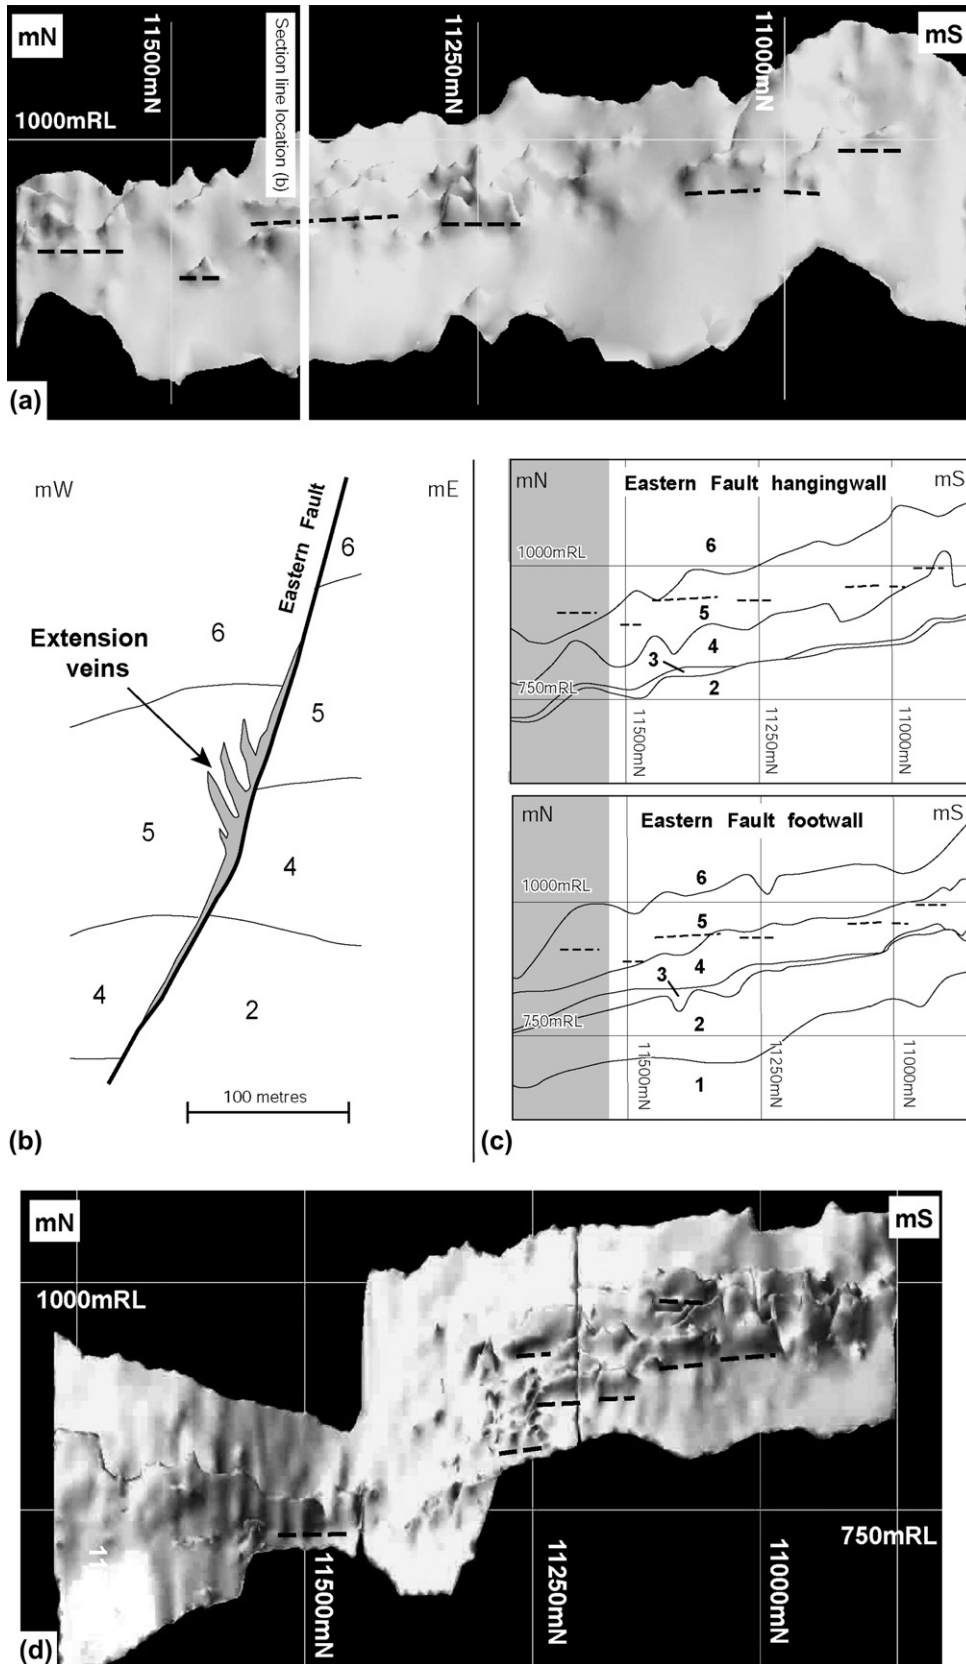 mN
11500mN
Section line location (b)
11250mN
11000mN
mS
1000mRL
(a)
mW
mE
Eastern Fault
6
6
Extension
veins
5
5
4
4
2
100 metres
(b)
mN
Eastern Fault hangingwall
mS
1000mRL
6
5
4
3
2
750mRL
11500mN
11250mN
11000mN
mN
Eastern Fault footwall
mS
1000mRL
6
5
4
3
2
750mRL
11500mN
11250mN
11000mN
1
(c)
mN
mS
1000mRL
750mRL
11
11500mN
11250mN
11000mN
(d)